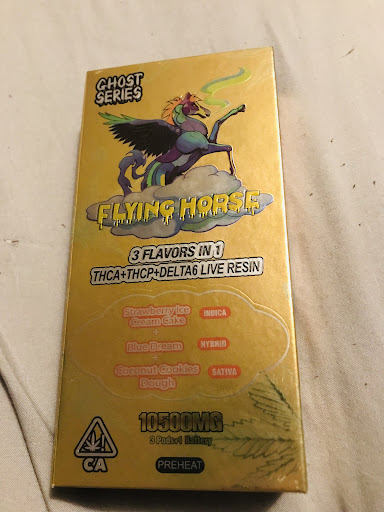 GHOST
SERIES
FLYING HORSE
3 FLAVORS IN 1
THCA+THCP+DELTA6 LIVE RESIN
Strawberry Ice
Cream Cake
INDICA
+
Blue Dream
HYBRID
+
Coconut Cookies
Dough
SATIVA
10500MG
3 Pods+1 Battery
CA
PREHEAT